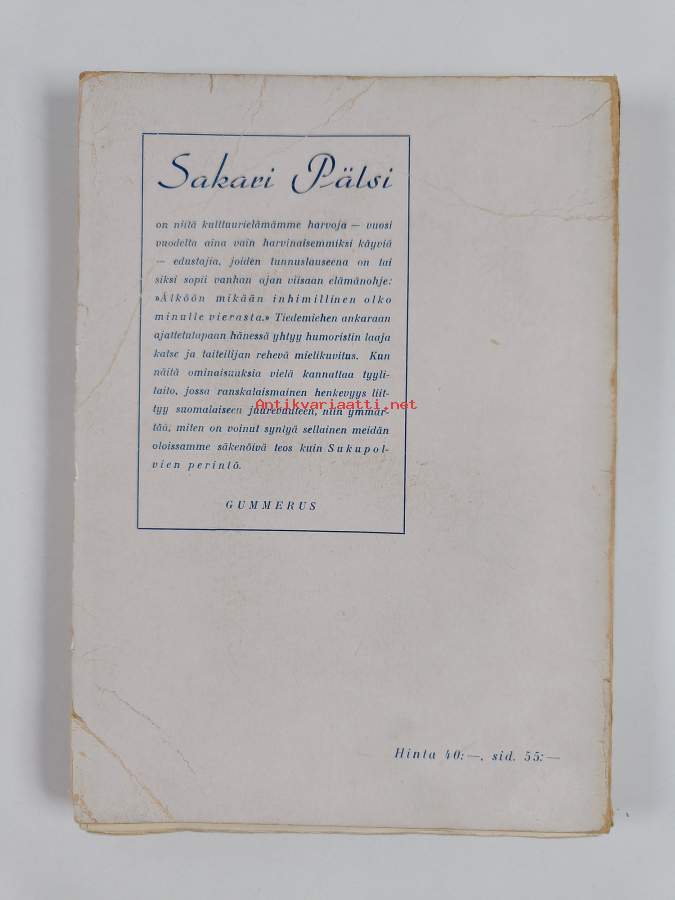 Sakari Pälsi
on niitä kulttuurielämämme harvoja — vuosi
vuodelta aina vain harvinaisemmiksi käyviä
— edustajia, joiden tunnuslauseena on tai
siksi sopii vanhan ajan viisaan elämänohje:
»Älköön mikään inhimillinen olko
minulle vierasta.» Tiedemiehen ankaraan
ajattelutapaan hänessä yhtyy humoristin laaja
katse ja taiteilijan rehevä mielikuvitus. Kun
näitä ominaisuuksia vielä kannattaa tyyli-
taito, jossa ranskalaismainen henkevyys liit-
tyy suomalaiseen juurevuuteen, niin ymmär-
Antikvariaatti.net
tää, miten on voinut syntyä sellainen meidän
oloissamme säkenöivä teos kuin Sukupol-
vien perintö.
GUMMERUS
Hinta 40:—, sid. 55:—